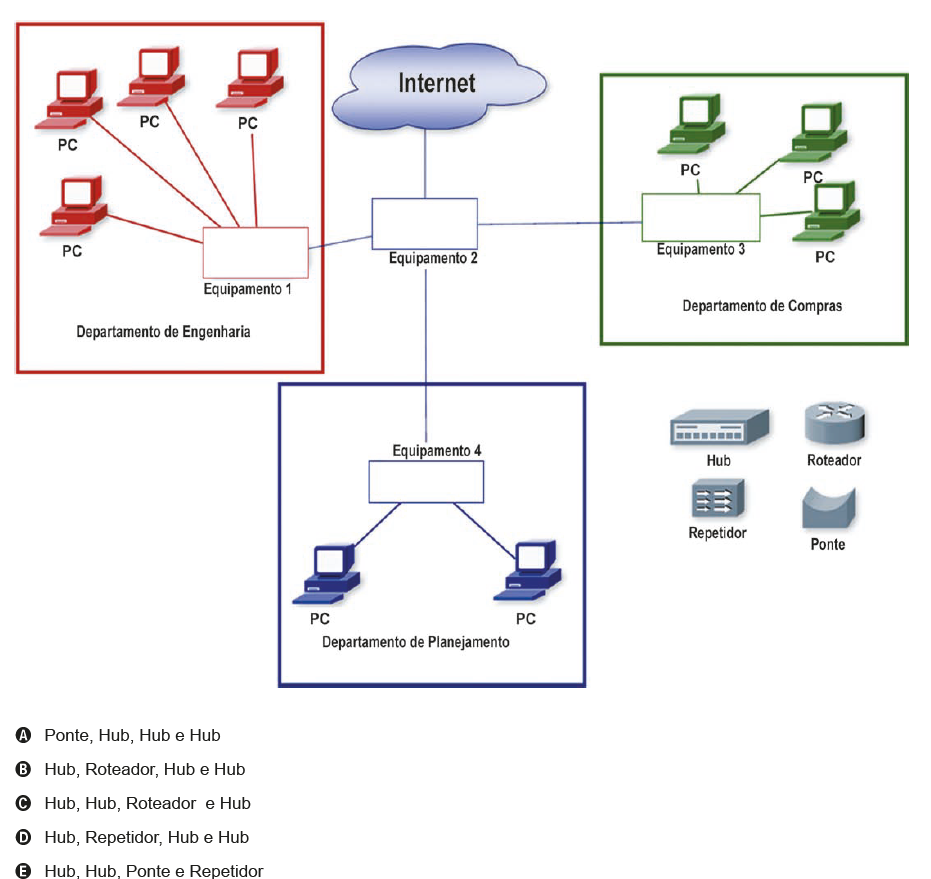 PC
PC
PC
PC
Equipamento 1
Departamento de Engenharia
Internet
Equipamento 2
PC
PC
PC
Equipamento 3
Departamento de Compras
Equipamento 4
PC
PC
Departamento de Planejamento
Hub
Roteador
Repetidor
Ponte
A Ponte, Hub, Hub e Hub
B Hub, Roteador, Hub e Hub
C Hub, Hub, Roteador e Hub
D Hub, Repetidor, Hub e Hub
E Hub, Hub, Ponte e Repetidor